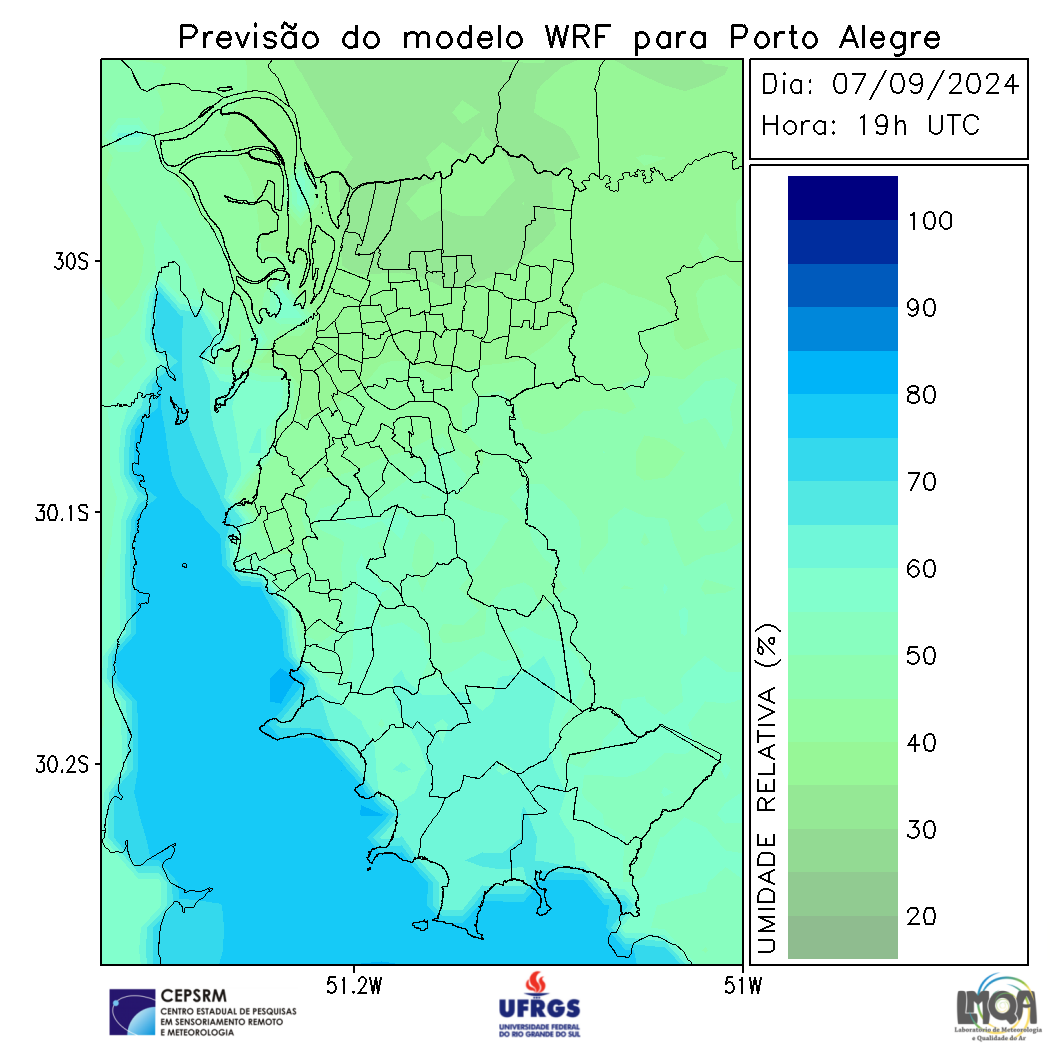 Previsão do modelo WRF para Porto Alegre
Dia: 07/09/2024
Hora: 19h UTC
100
90
80
70
60
50
40
30
20
UMIDADE RELATIVA (%)
30S
30.1S
30.2S
51.2W
51W
CEPSRM
CENTRO ESTADUAL DE PESQUISAS
EM SENSORIAMENTO REMOTO
E METEOROLOGIA
UFRGS
UNIVERSIDADE FEDERAL
DO RIO GRANDE DO SUL
LMQA
Laboratório de Meteorologia
e Qualidade do Ar